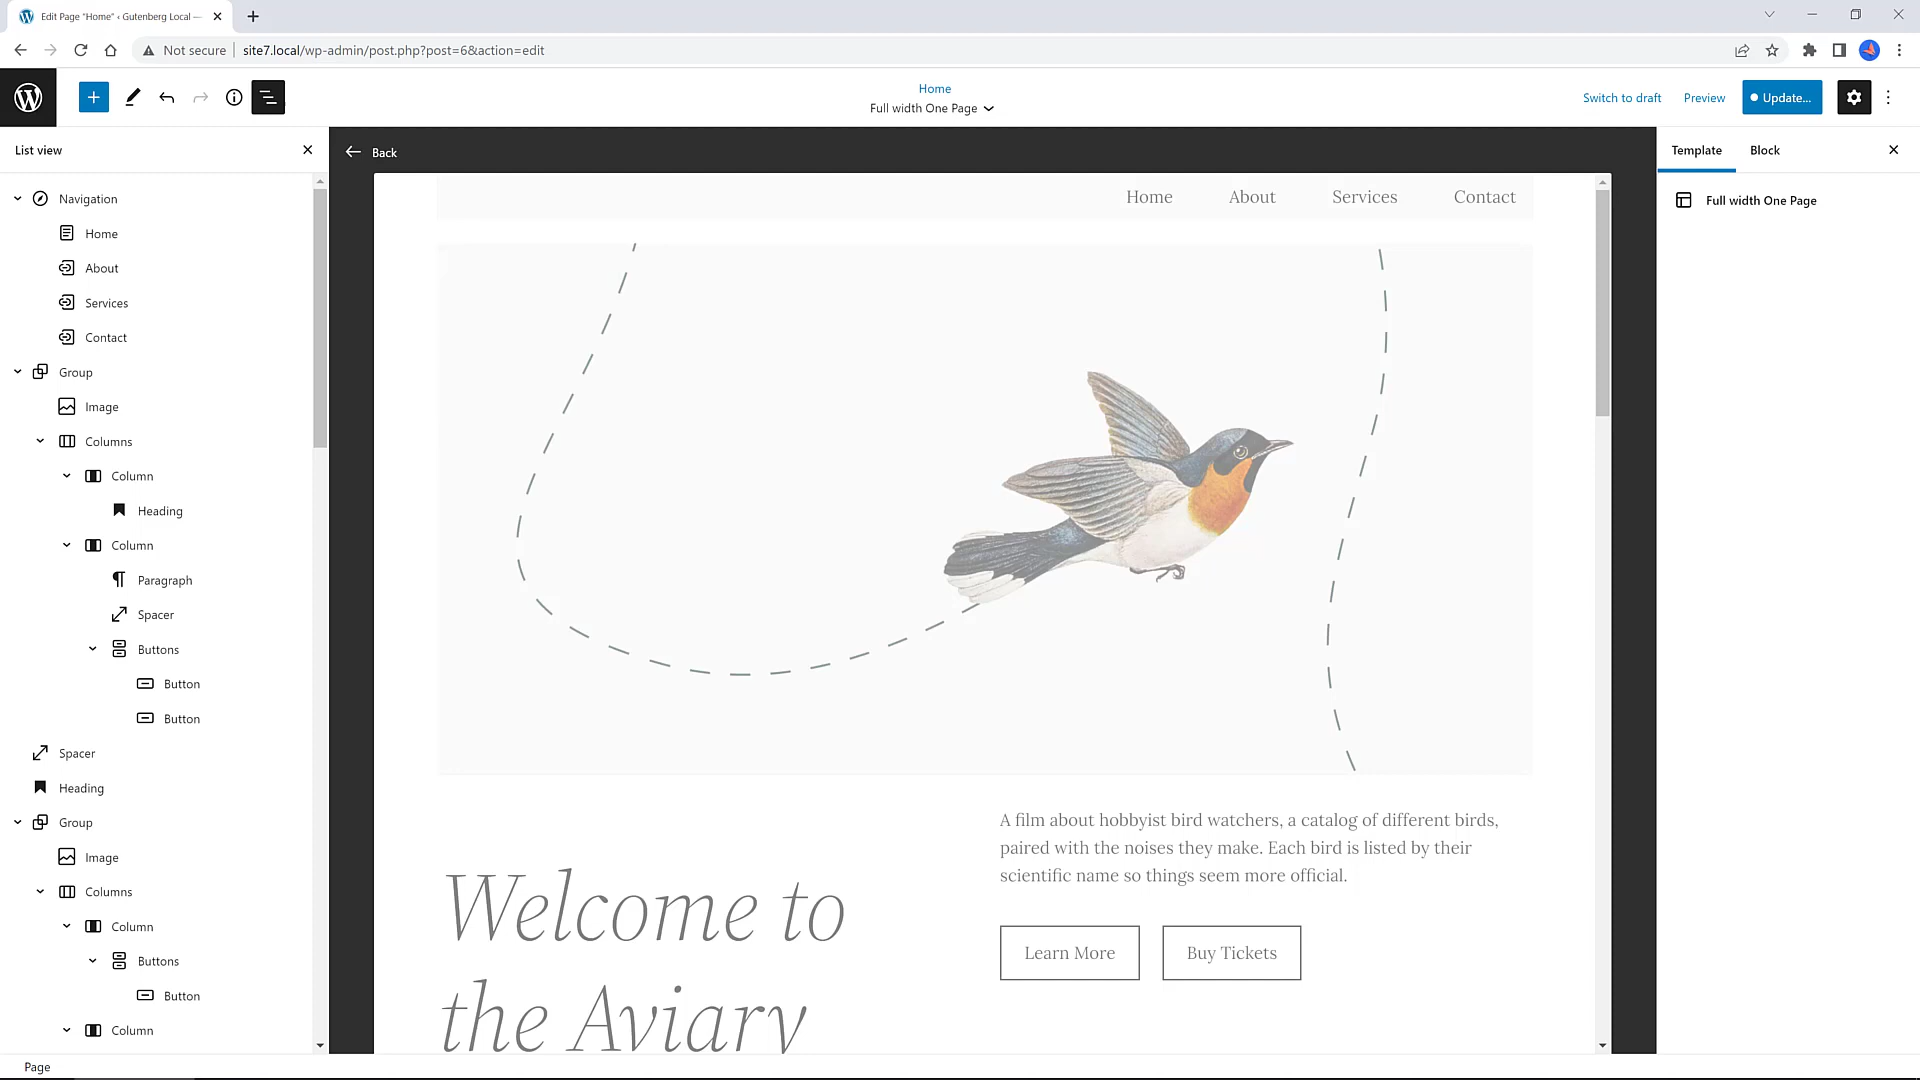 Edit Page "Home" ‹ Gutenberg Local —
Not secure
site7.local/wp-admin/post.php?post=6&action=edit
Home
Full width One Page
Switch to draft
Preview
Update...
List view
Back
Template
Block
Full width One Page
Navigation
Home
About
Services
Contact
Group
Image
Columns
Column
Heading
Column
Paragraph
Spacer
Buttons
Button
Button
Spacer
Heading
Group
Image
Columns
Column
Buttons
Button
Column
Home About Services Contact
Welcome to
the Aviary
A film about hobbyist bird watchers, a catalog of different birds,
paired with the noises they make. Each bird is listed by their
scientific name so things seem more official.
Learn More
Buy Tickets
Page